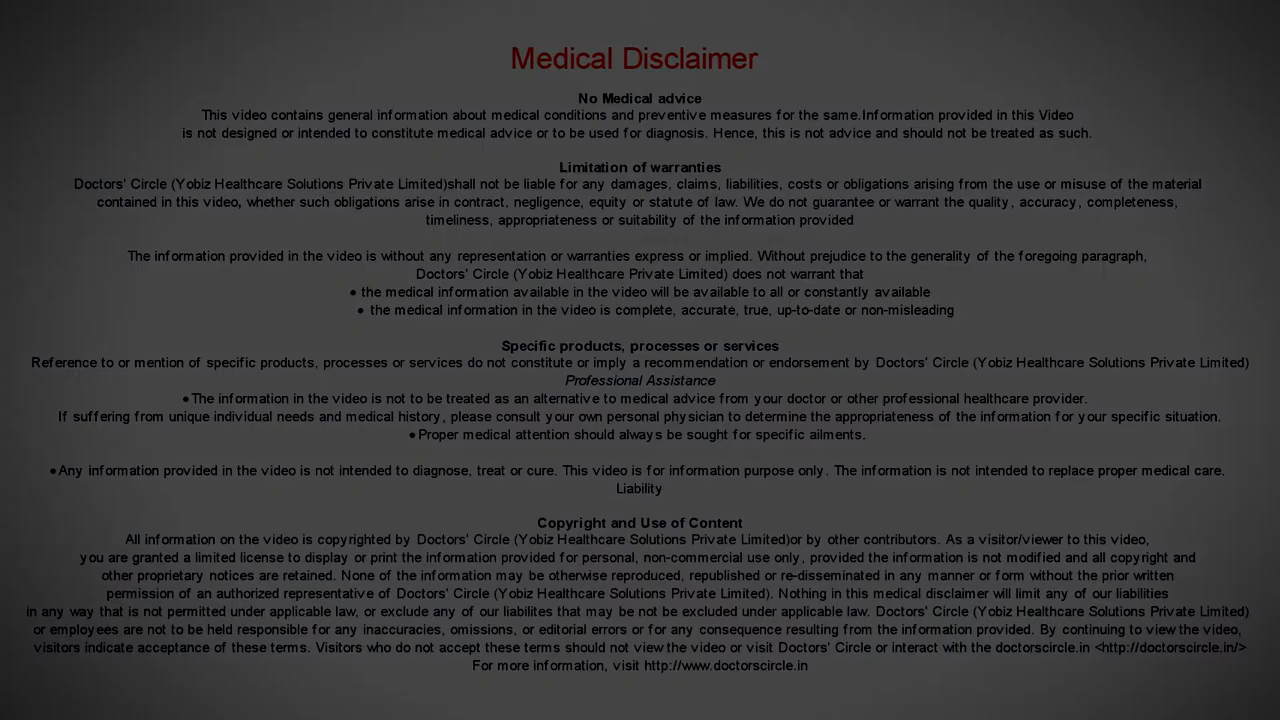 Medical Disclaimer
No Medical advice
This video contains general information about medical conditions and preventive measures for the same.Information provided in this Video
is not designed or intended to constitute medical advice or to be used for diagnosis. Hence, this is not advice and should not be treated as such.
Limitation of warranties
Doctors' Circle (Yobiz Healthcare Solutions Private Limited)shall not be liable for any damages, claims, liabilities, costs or obligations arising from the use or misuse of the material
contained in this video, whether such obligations arise in contract, negligence, equity or statute of law. We do not guarantee or warrant the quality, accuracy, completeness,
timeliness, appropriateness or suitability of the information provided
The information provided in the video is without any representation or warranties express or implied. Without prejudice to the generality of the foregoing paragraph,
Doctors' Circle (Yobiz Healthcare Private Limited) does not warrant that
• the medical information available in the video will be available to all or constantly available
• the medical information in the video is complete, accurate, true, up-to-date or non-misleading
Specific products, processes or services
Reference to or mention of specific products, processes or services do not constitute or imply a recommendation or endorsement by Doctors' Circle (Yobiz Healthcare Solutions Private Limited)
Professional Assistance
•The information in the video is not to be treated as an alternative to medical advice from your doctor or other professional healthcare provider.
If suffering from unique individual needs and medical history, please consult your own personal physician to determine the appropriateness of the information for your specific situation.
•Proper medical attention should always be sought for specific ailments.
•Any information provided in the video is not intended to diagnose, treat or cure. This video is for information purpose only. The information is not intended to replace proper medical care.
Liability
Copyright and Use of Content
All information on the video is copyrighted by Doctors' Circle (Yobiz Healthcare Solutions Private Limited)or by other contributors. As a visitor/viewer to this video,
you are granted a limited license to display or print the information provided for personal, non-commercial use only, provided the information is not modified and all copyright and
other proprietary notices are retained. None of the information may be otherwise reproduced, republished or re-disseminated in any manner or form without the prior written
permission of an authorized representative of Doctors' Circle (Yobiz Healthcare Solutions Private Limited). Nothing in this medical disclaimer will limit any of our liabilities
in any way that is not permitted under applicable law, or exclude any of our liabilites that may be not be excluded under applicable law. Doctors' Circle (Yobiz Healthcare Solutions Private Limited)
or employees are not to be held responsible for any inaccuracies, omissions, or editorial errors or for any consequence resulting from the information provided. By continuing to view the video,
visitors indicate acceptance of these terms. Visitors who do not accept these terms should not view the video or visit Doctors' Circle or interact with the doctorscircle.in <http://doctorscircle.in/>
For more information, visit http://www.doctorscircle.in